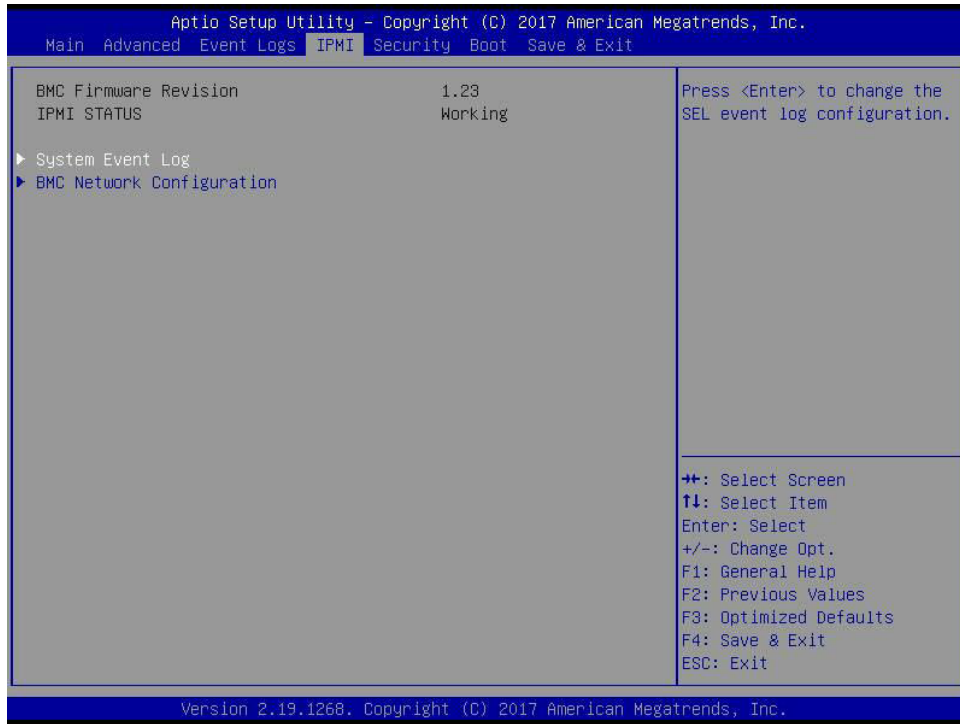 Aptio Setup Utility – Copyright (C) 2017 American Megatrends, Inc.
Main Advanced Event Logs IPMI Security Boot Save & Exit
BMC Firmware Revision 1.23
IPMI STATUS Working
System Event Log
BMC Network Configuration
Press <Enter> to change the
SEL event log configuration.
→←: Select Screen
↑↓: Select Item
Enter: Select
+/-: Change Opt.
F1: General Help
F2: Previous Values
F3: Optimized Defaults
F4: Save & Exit
ESC: Exit
Version 2.19.1268. Copyright (C) 2017 American Megatrends, Inc.